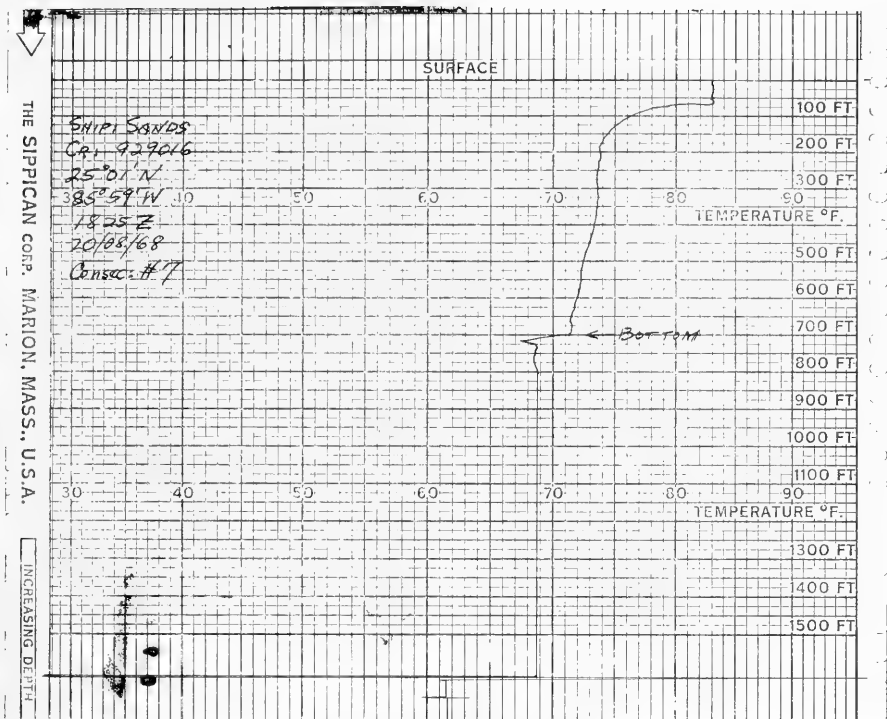 SURFACE
100 FT
SHIP: SANDS
CR: 929016
200 FT
25°01'N
300 FT
85°59'W
30 40 50 60 70 80 90
TEMPERATURE °F.
1825 Z
20/08/68
500 FT
Consec: #7
600 FT
700 FT
← BOTTOM
800 FT
900 FT
1000 FT
1100 FT
30 40 50 60 70 80 90
TEMPERATURE °F.
1300 FT
1400 FT
1500 FT
THE SIPPICAN CORP. MARION, MASS., U.S.A.
INCREASING DEPTH